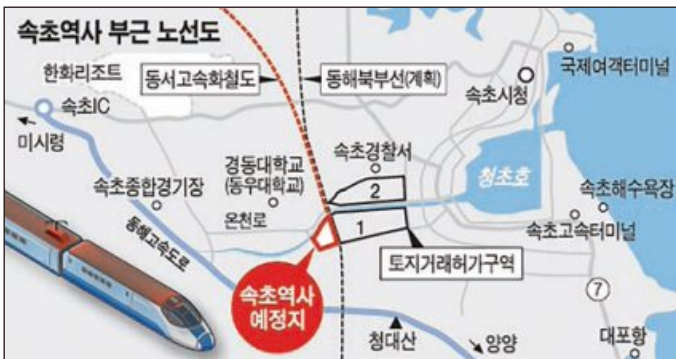 속초역사 부근 노선도
한화리조트
동서고속화철도
동해북부선(계획)
국제여객터미널
속초시청
속초IC
미시령
경동대학교
(동우대학교)
속초경찰서
청초호
속초종합경기장
온천로
2
1
속초해수욕장
속초고속터미널
동해고속도로
토지거래허가구역
속초역사
예정지
7
청대산
양양
대포항